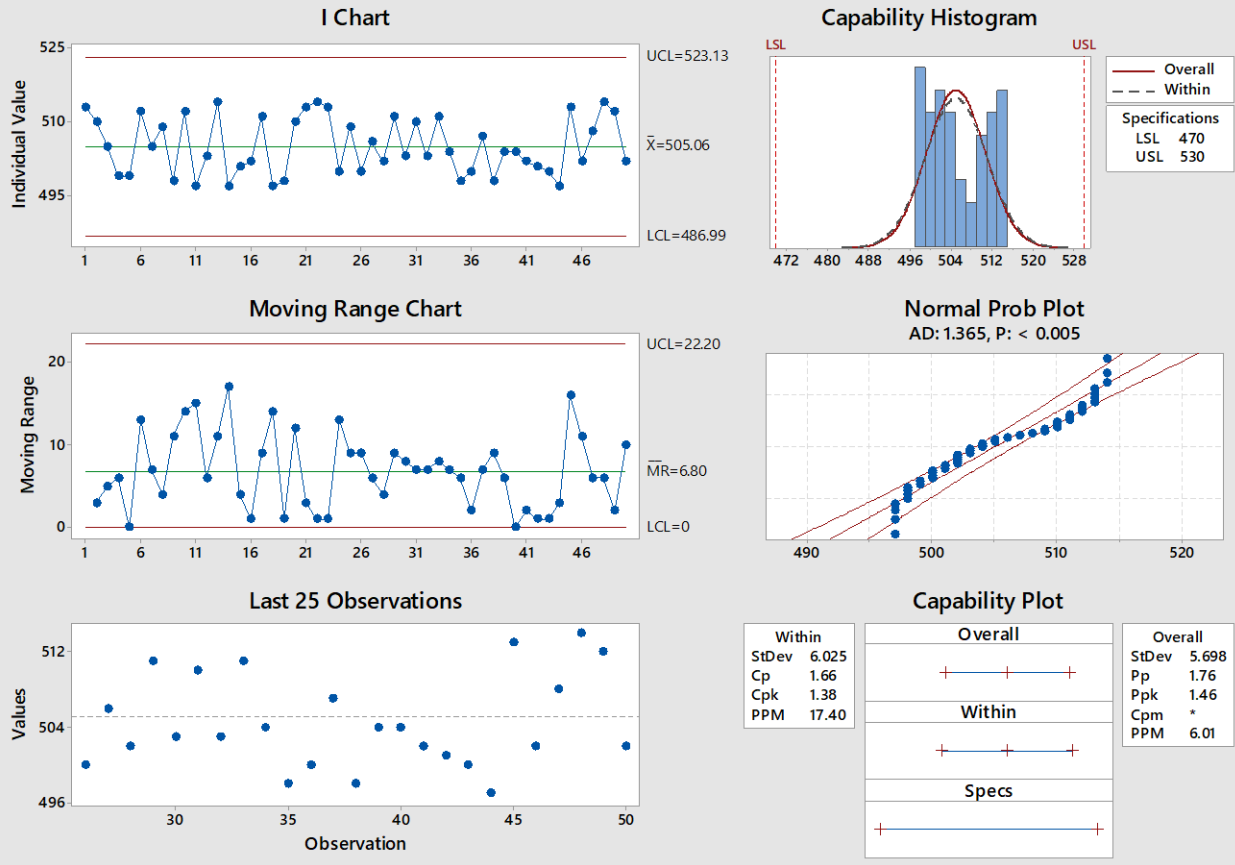 I Chart
525
510
495
Individual Value
UCL=523.13
X̄=505.06
LCL=486.99
1 6 11 16 21 26 31 36 41 46
Capability Histogram
LSL USL
472 480 488 496 504 512 520 528
Overall
Within
Specifications
LSL 470
USL 530
Moving Range Chart
20
10
0
Moving Range
UCL=22.20
M̅R̅=6.80
LCL=0
1 6 11 16 21 26 31 36 41 46
Normal Prob Plot
AD: 1.365, P: < 0.005
490 500 510 520
Last 25 Observations
512
504
496
Values
30 35 40 45 50
Observation
Capability Plot
Within
StDev 6.025
Cp 1.66
Cpk 1.38
PPM 17.40
Overall
Within
Specs
Overall
StDev 5.698
Pp 1.76
Ppk 1.46
Cpm *
PPM 6.01